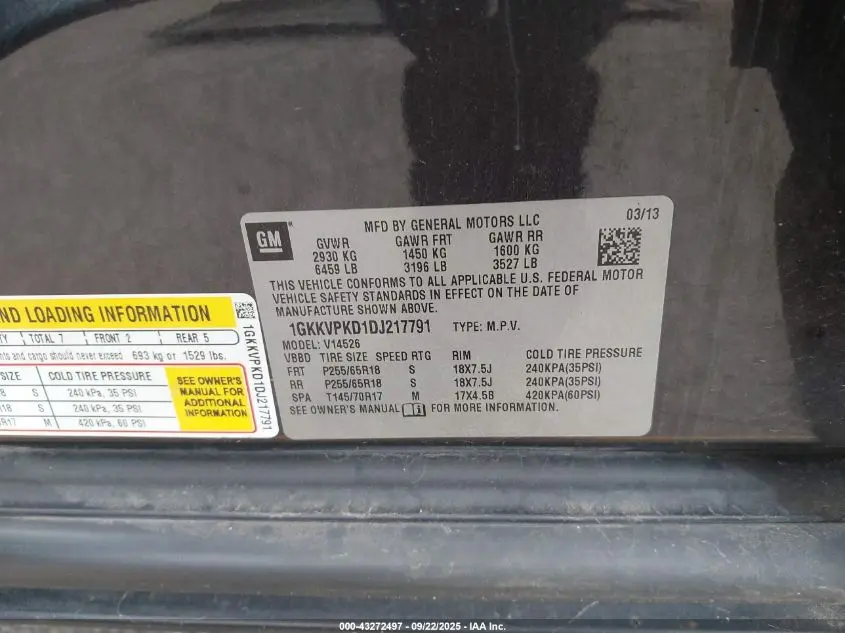 GM
MFD BY GENERAL MOTORS LLC
03/13
GVWR GAWR FRT GAWR RR
2930 KG 1450 KG 1600 KG
6459 LB 3196 LB 3527 LB
THIS VEHICLE CONFORMS TO ALL APPLICABLE U.S. FEDERAL MOTOR
VEHICLE SAFETY STANDARDS IN EFFECT ON THE DATE OF
MANUFACTURE SHOWN ABOVE.
1GKKVPKD1DJ217791 TYPE: M.P.V.
MODEL: V14526
VBBD TIRE SIZE SPEED RTG RIM COLD TIRE PRESSURE
FRT P255/65R18 S 18X7.5J 240KPA(35PSI)
RR P255/65R18 S 18X7.5J 240KPA(35PSI)
SPA T145/70R17 M 17X4.5B 420KPA(60PSI)
SEE OWNER'S MANUAL FOR MORE INFORMATION.
LOADING INFORMATION
TOTAL 7 FRONT 2 REAR 5
and cargo should never exceed 693 kg or 1529 lbs.
SIZE COLD TIRE PRESSURE
S 240 kPa, 35 PSI
S 240 kPa, 35 PSI
M 420 kPa, 60 PSI
SEE OWNER'S
MANUAL FOR
ADDITIONAL
INFORMATION
1GKKVPKD1DJ217791
000-43272497 - 09/22/2025 - IAA Inc.